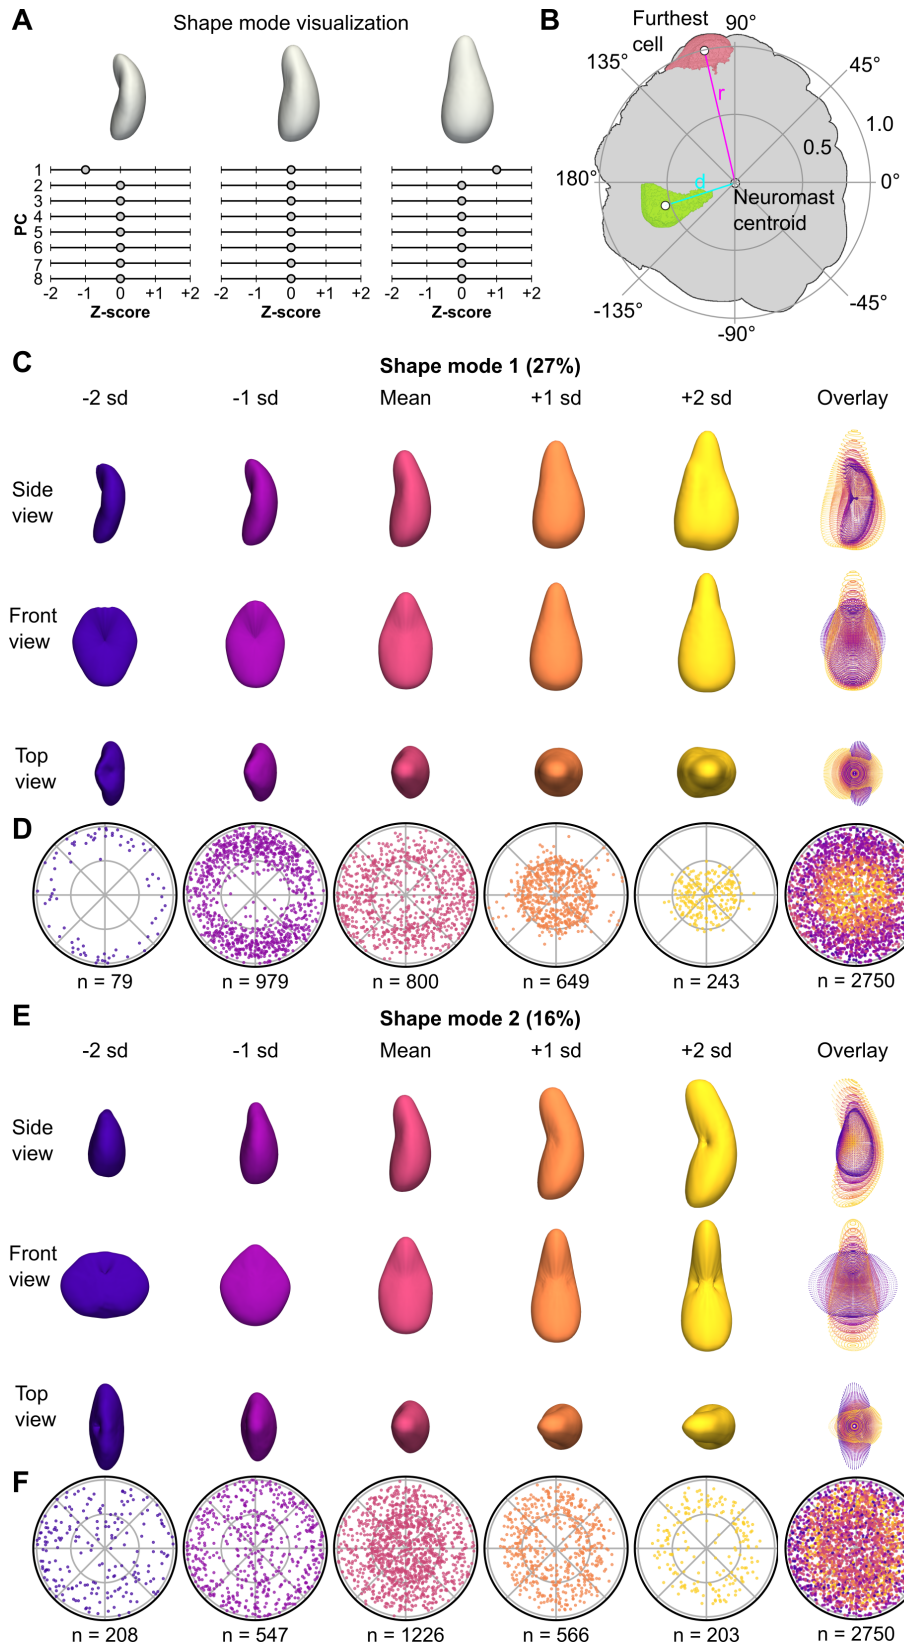 A
Shape mode visualization
PC
1
2
3
4
5
6
7
8
-2 -1 0 +1 +2
-2 -1 0 +1 +2
-2 -1 0 +1 +2
Z-score Z-score Z-score
B
Furthest
cell
90°
135°
45°
r
1.0
0.5
180°
d
0°
Neuromast
centroid
-135°
-45°
-90°
C
Shape mode 1 (27%)
-2 sd -1 sd Mean +1 sd +2 sd Overlay
Side
view
Front
view
Top
view
D
n = 79 n = 979 n = 800 n = 649 n = 243 n = 2750
E
Shape mode 2 (16%)
-2 sd -1 sd Mean +1 sd +2 sd Overlay
Side
view
Front
view
Top
view
F
n = 208 n = 547 n = 1226 n = 566 n = 203 n = 2750